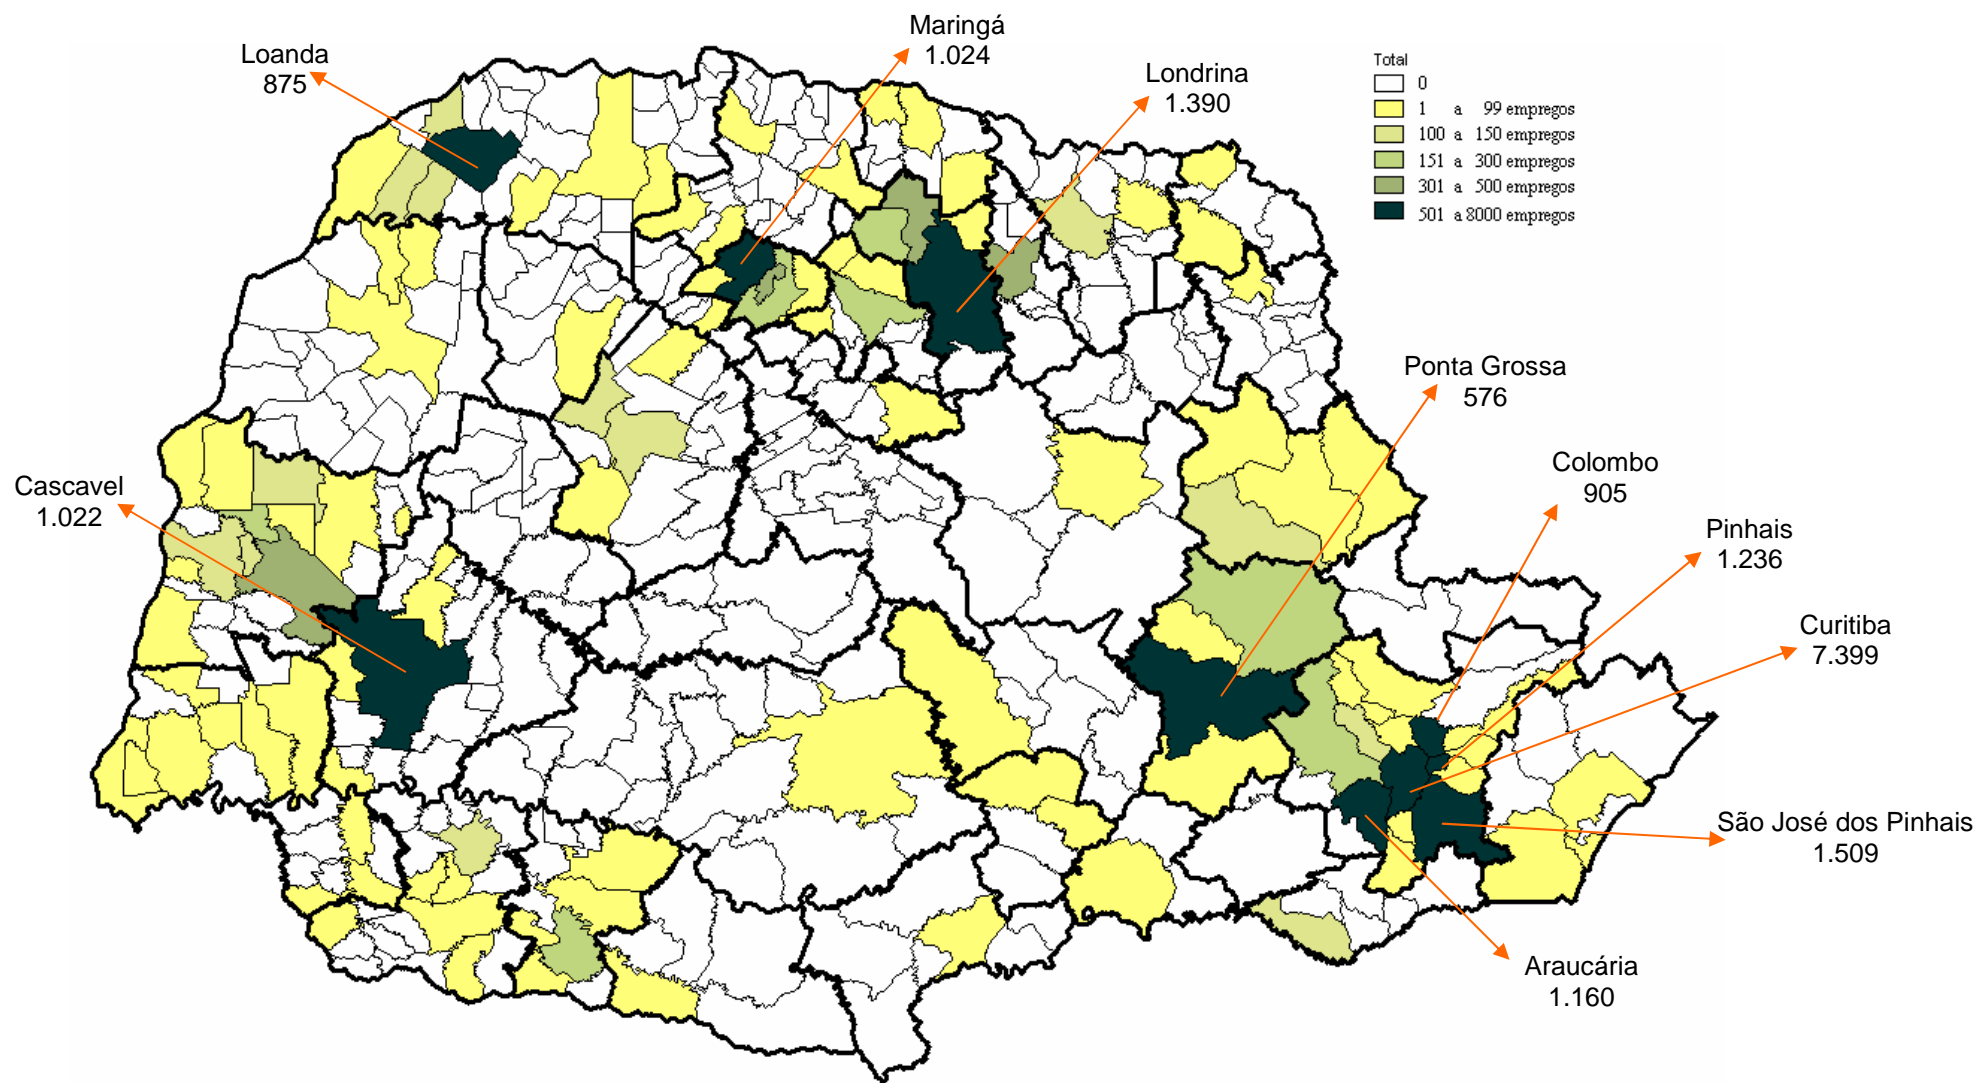 Maringá
1.024
Loanda
875
Londrina
1.390
Total
0
1 a 99 empregos
100 a 150 empregos
151 a 300 empregos
301 a 500 empregos
501 a 8000 empregos
Ponta Grossa
576
Colombo
905
Cascavel
1.022
Pinhais
1.236
Curitiba
7.399
São José dos Pinhais
1.509
Araucária
1.160